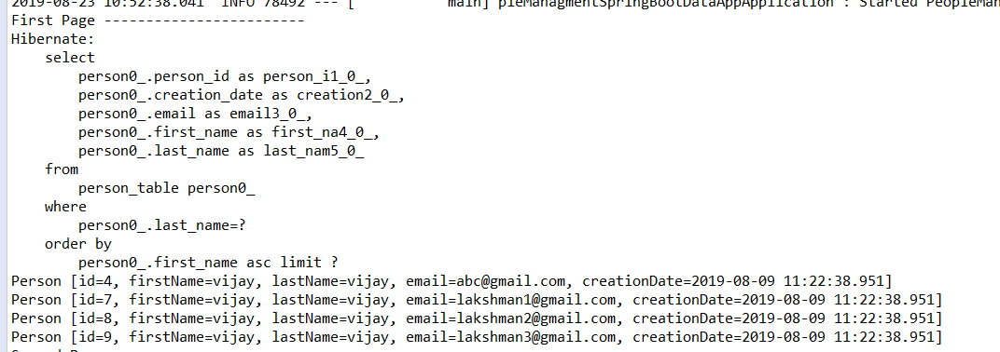 2019-08-23 10:52:38.041  INFO 78492 --- [           main] pleManagmentSpringBootDataAppApplication : Started PeopleMan
First Page ------------------------
Hibernate:
    select
        person0_.person_id as person_i1_0_,
        person0_.creation_date as creation2_0_,
        person0_.email as email3_0_,
        person0_.first_name as first_na4_0_,
        person0_.last_name as last_nam5_0_
    from
        person_table person0_
    where
        person0_.last_name=?
    order by
        person0_.first_name asc limit ?
Person [id=4, firstName=vijay, lastName=vijay, email=abc@gmail.com, creationDate=2019-08-09 11:22:38.951]
Person [id=7, firstName=vijay, lastName=vijay, email=lakshman1@gmail.com, creationDate=2019-08-09 11:22:38.951]
Person [id=8, firstName=vijay, lastName=vijay, email=lakshman2@gmail.com, creationDate=2019-08-09 11:22:38.951]
Person [id=9, firstName=vijay, lastName=vijay, email=lakshman3@gmail.com, creationDate=2019-08-09 11:22:38.951]